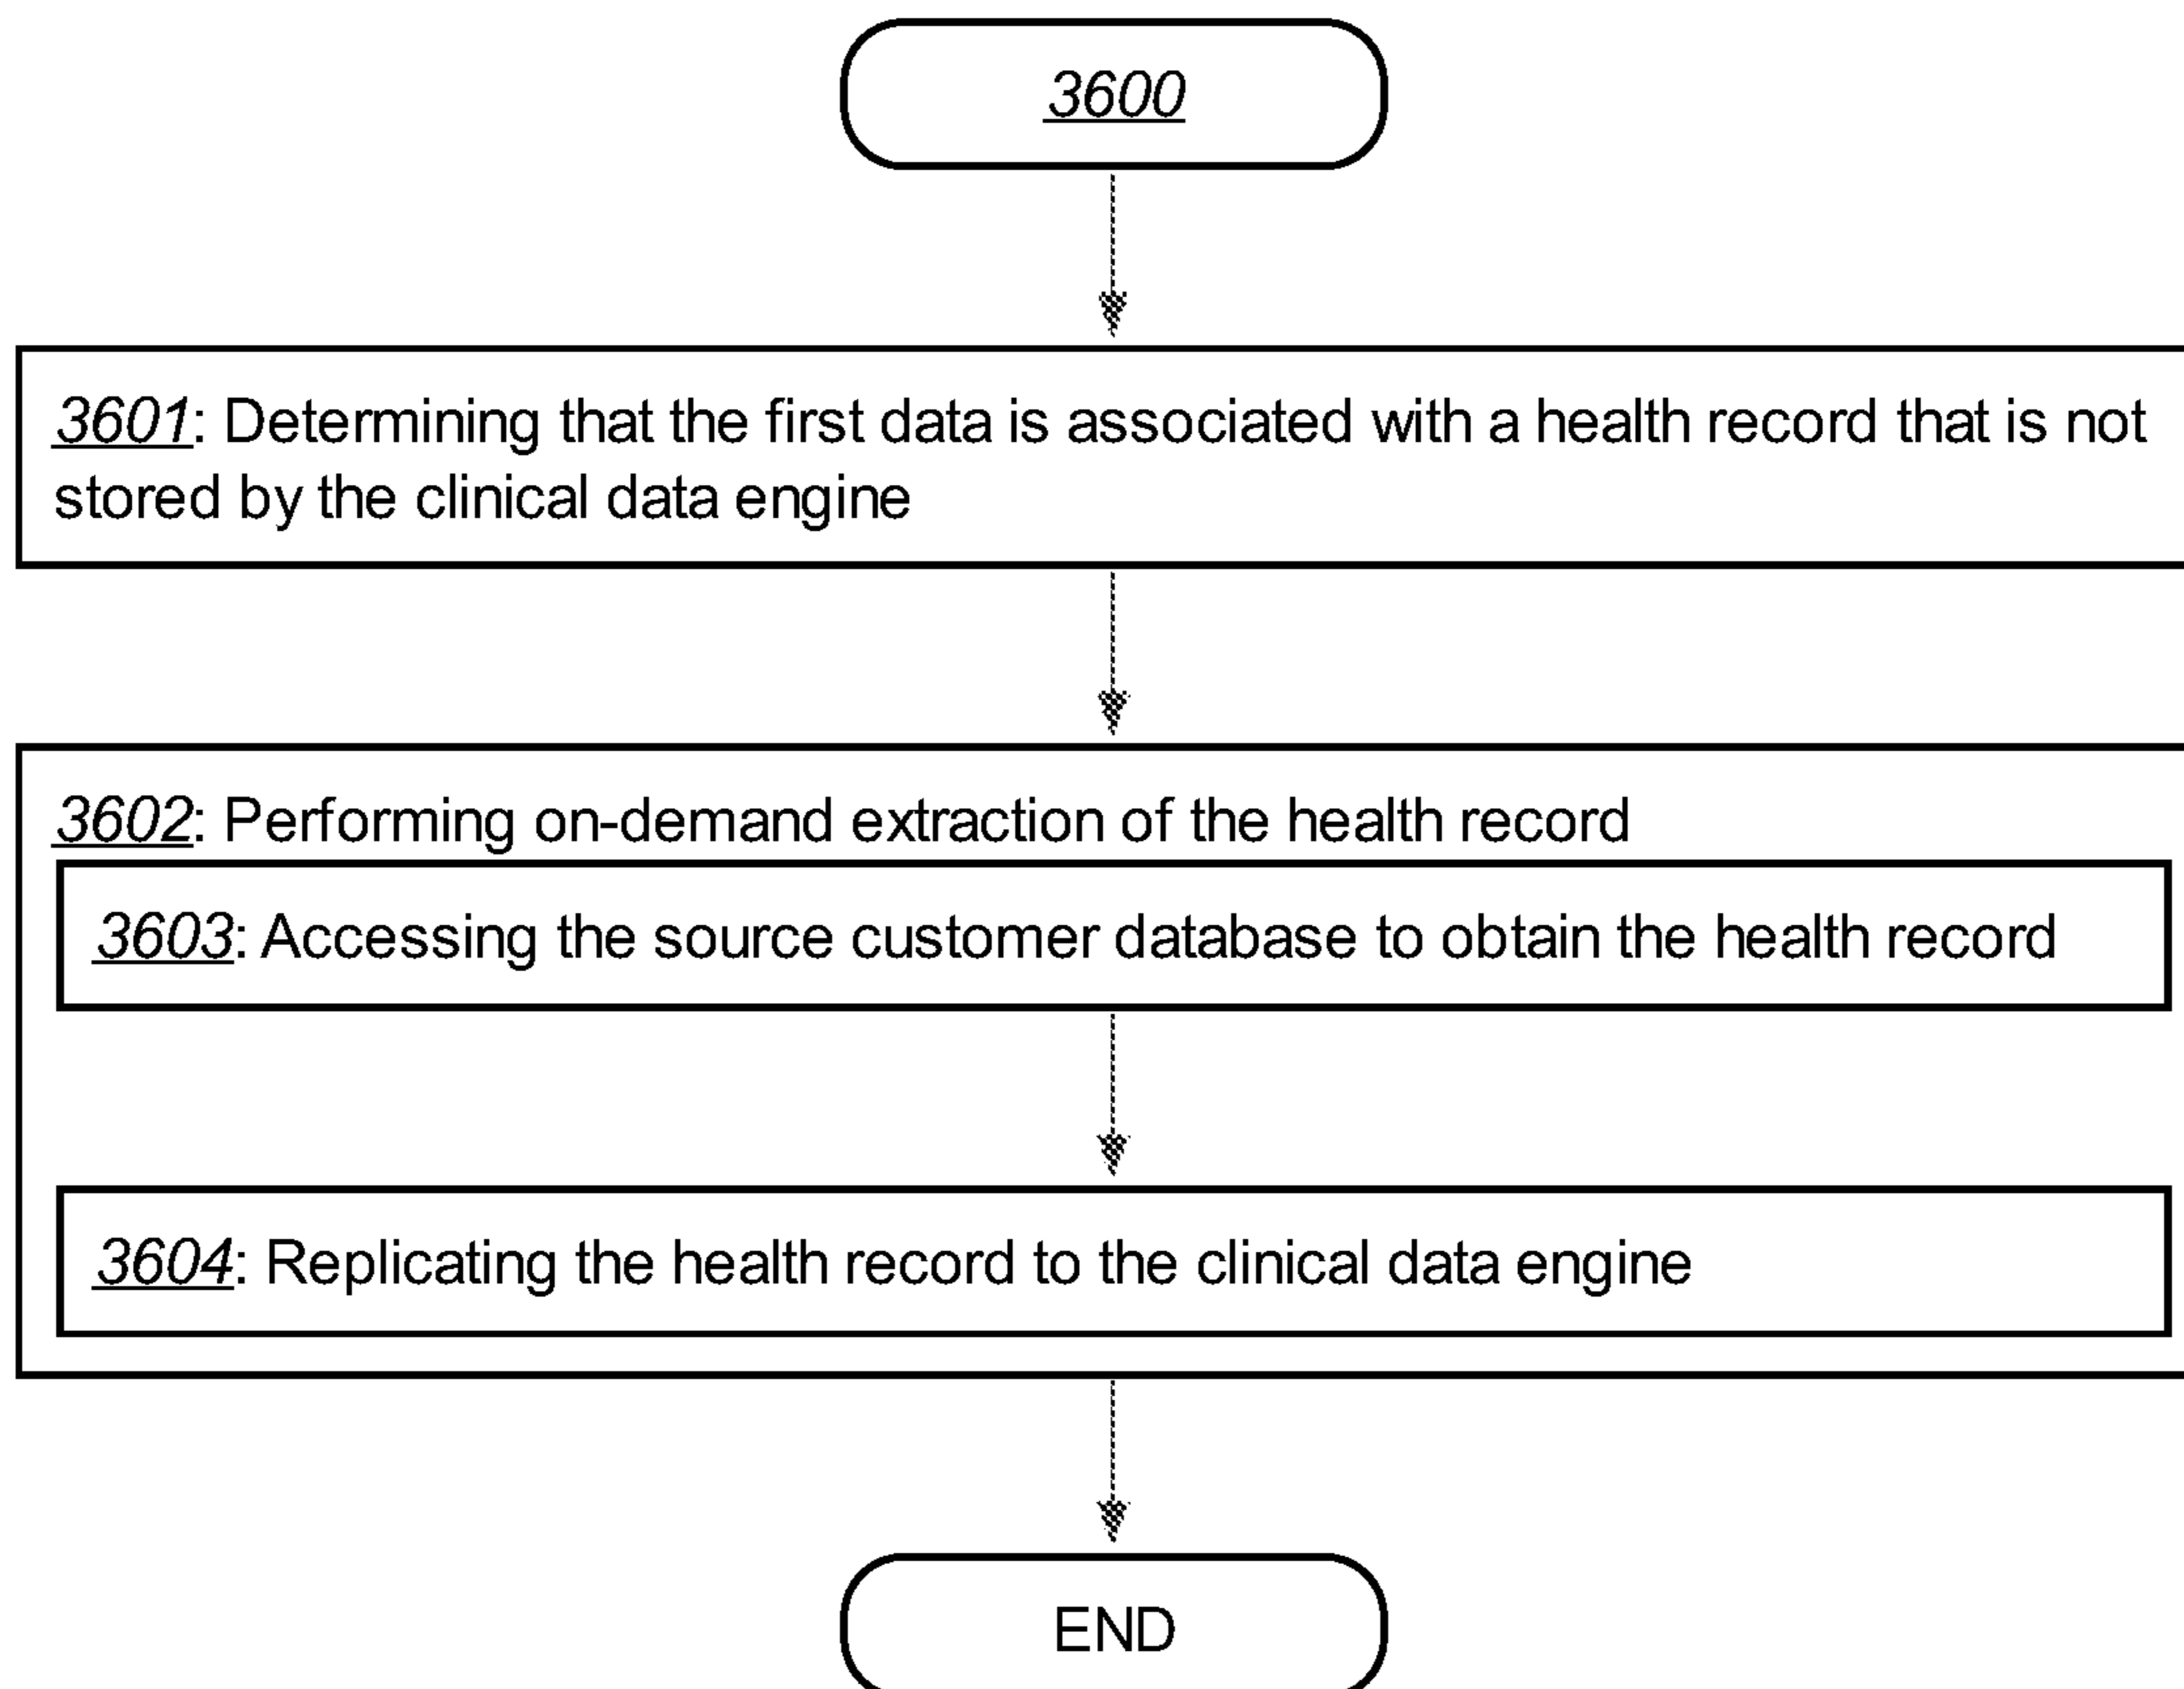 3600
3601: Determining that the first data is associated with a health record that is not
stored by the clinical data engine
3602: Performing on-demand extraction of the health record
3603: Accessing the source customer database to obtain the health record
3604: Replicating the health record to the clinical data engine
END